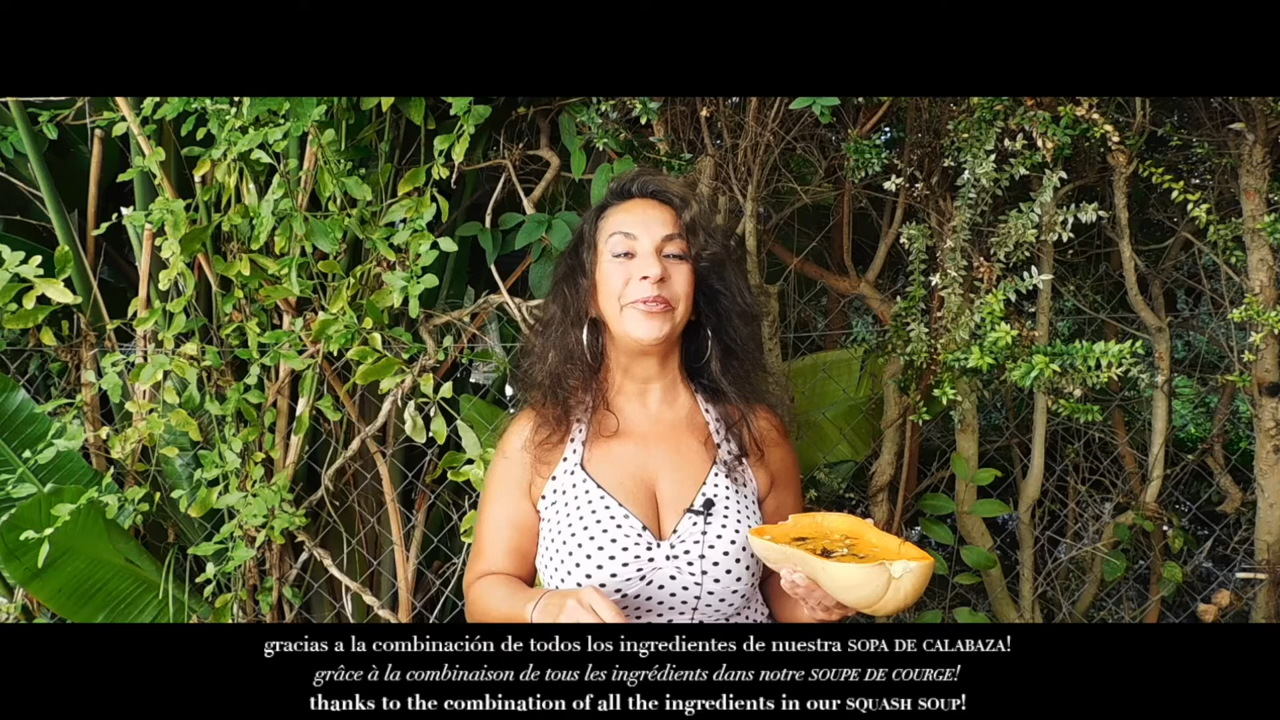 gracias a la combinación de todos los ingredientes de nuestra SOPA DE CALABAZA!
grâce à la combinaison de tous les ingrédients dans notre SOUPE DE COURGE!
thanks to the combination of all the ingredients in our SQUASH SOUP!